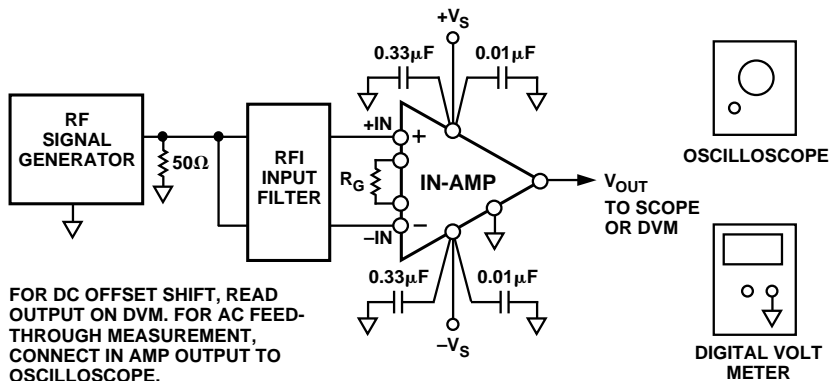 +VS
0.33µF
0.01µF
RF
SIGNAL
GENERATOR
50Ω
RFI
INPUT
FILTER
+IN
+
RG
IN-AMP
–
–IN
VOUT
TO SCOPE
OR DVM
OSCILLOSCOPE
0.33µF
0.01µF
–VS
FOR DC OFFSET SHIFT, READ
OUTPUT ON DVM. FOR AC FEED-
THROUGH MEASUREMENT,
CONNECT IN AMP OUTPUT TO
OSCILLOSCOPE.
DIGITAL VOLT
METER